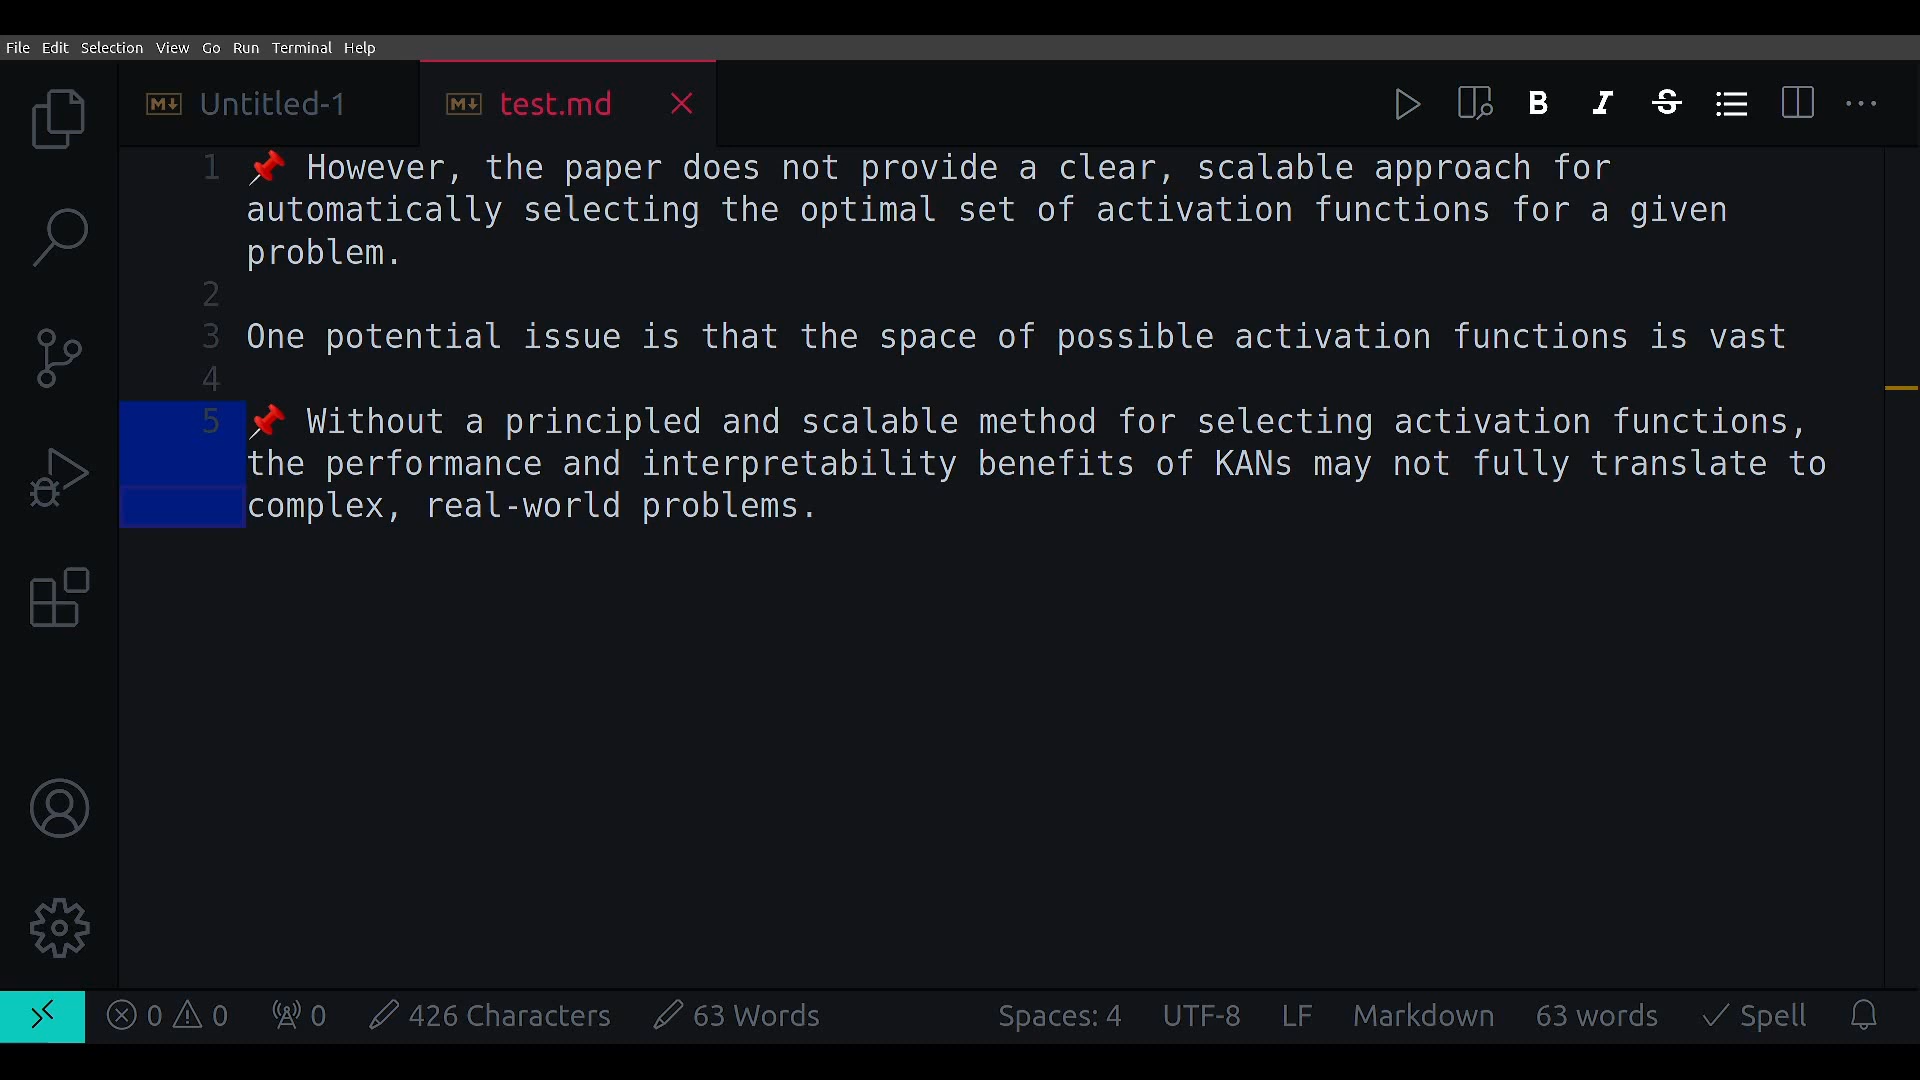 File Edit Selection View Go Run Terminal Help
M↓ Untitled-1 M↓ test.md B I S
1 📌 However, the paper does not provide a clear, scalable approach for
automatically selecting the optimal set of activation functions for a given
problem.
2
3 One potential issue is that the space of possible activation functions is vast
4
5 📌 Without a principled and scalable method for selecting activation functions,
the performance and interpretability benefits of KANs may not fully translate to
complex, real-world problems.
0 0 0 426 Characters 63 Words Spaces: 4 UTF-8 LF Markdown 63 words Spell